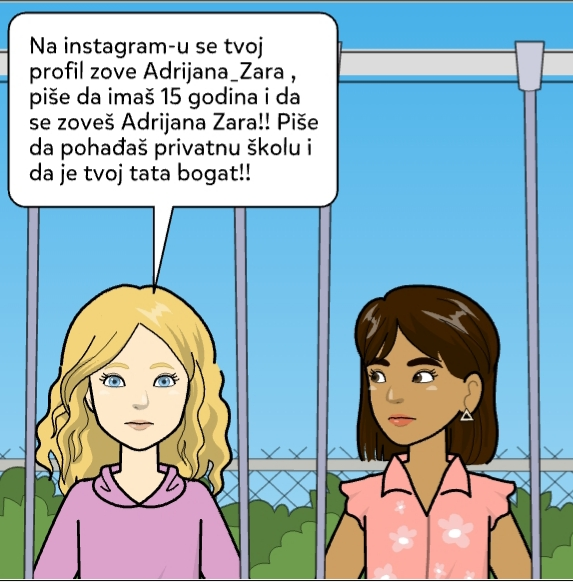 Na instagram-u se tvoj
profil zove Adrijana_Zara ,
piše da imaš 15 godina i da
se zoveš Adrijana Zara!! Piše
da pohađaš privatnu školu i
da je tvoj tata bogat!!